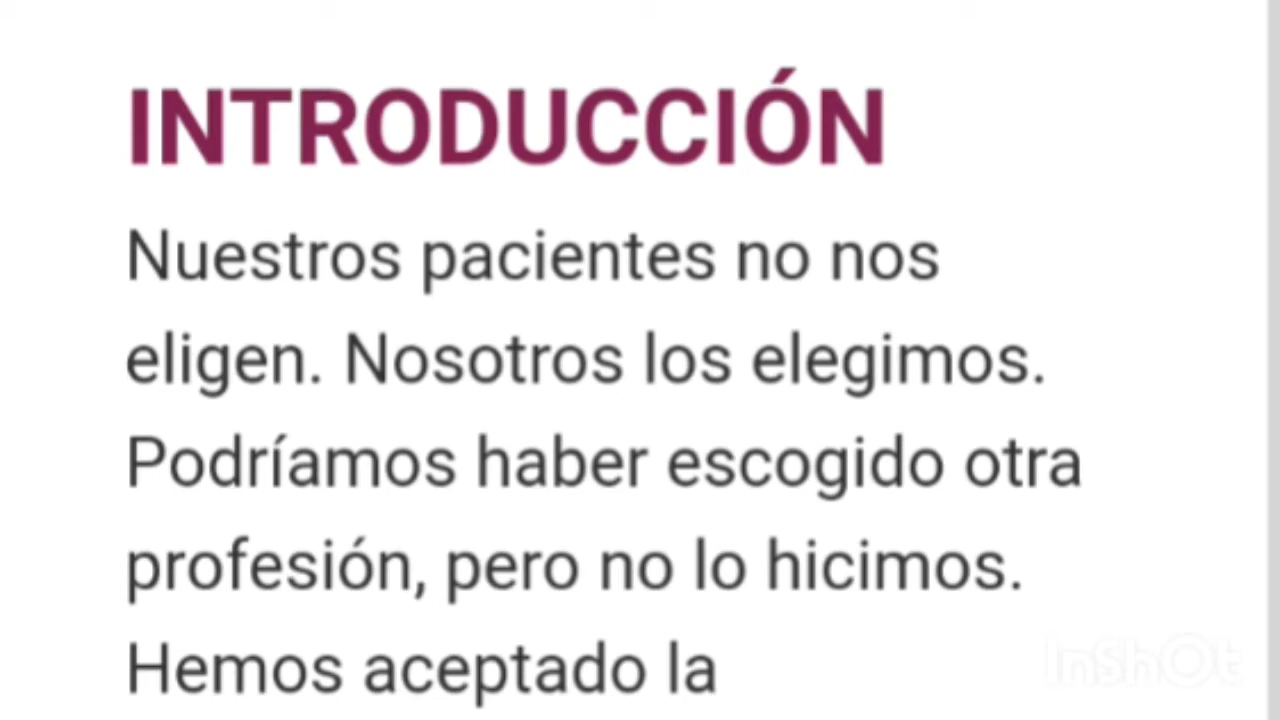 INTRODUCCIÓN
Nuestros pacientes no nos
eligen. Nosotros los elegimos.
Podríamos haber escogido otra
profesión, pero no lo hicimos.
Hemos aceptado la
InShOt